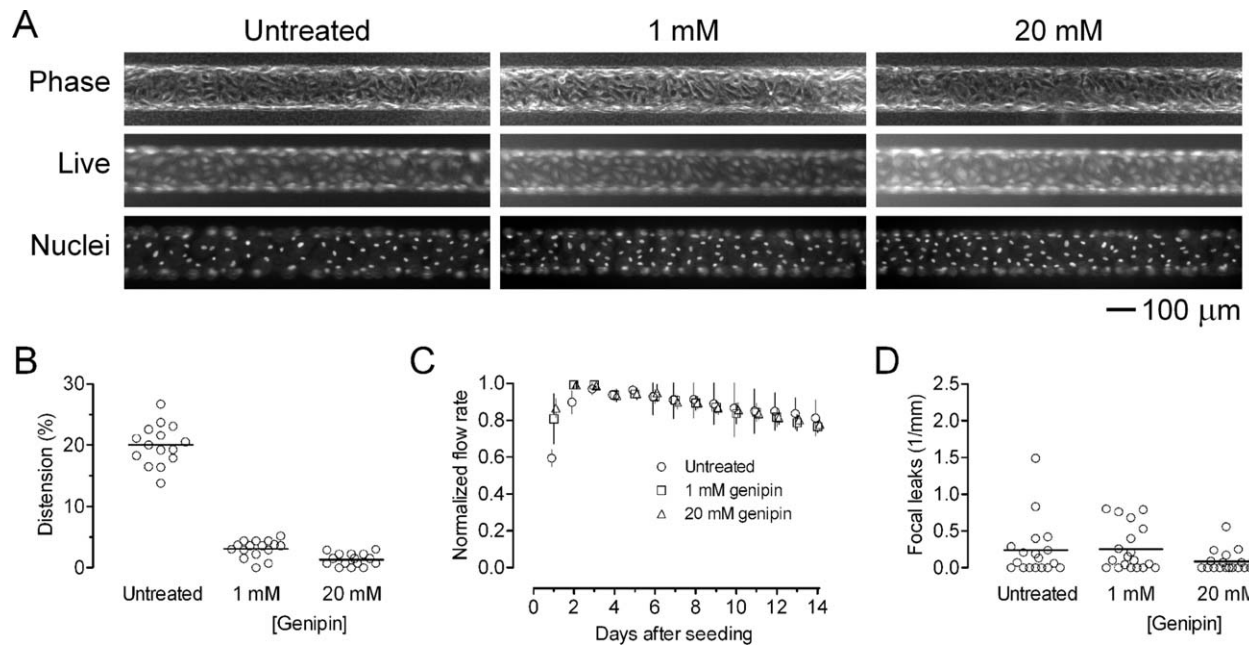 A
Untreated
1 mM
20 mM
Phase
Live
Nuclei
100 μm
B
30
20
10
0
Distension (%)
Untreated
1 mM
20 mM
[Genipin]
C
1.0
0.8
0.6
0.4
0.2
0.0
Normalized flow rate
Untreated
1 mM genipin
20 mM genipin
0 2 4 6 8 10 12 14
Days after seeding
D
2.5
2.0
1.5
1.0
0.5
0.0
Focal leaks (1/mm)
Untreated
1 mM
20 mM
[Genipin]